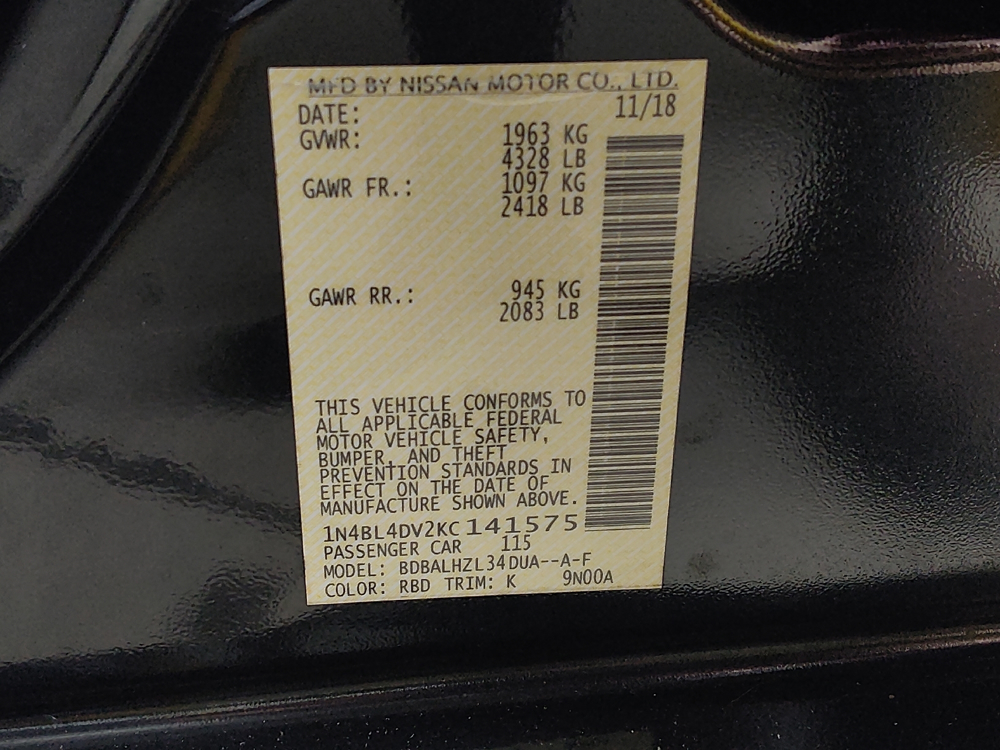 MFD BY NISSAN MOTOR CO., LTD.
DATE: 11/18
GVWR: 1963 KG
4328 LB
GAWR FR.: 1097 KG
2418 LB
GAWR RR.: 945 KG
2083 LB
THIS VEHICLE CONFORMS TO
ALL APPLICABLE FEDERAL
MOTOR VEHICLE SAFETY,
BUMPER, AND THEFT
PREVENTION STANDARDS IN
EFFECT ON THE DATE OF
MANUFACTURE SHOWN ABOVE.
1N4BL4DV2KC141575
PASSENGER CAR 115
MODEL: BDBALHZL34DUA--A-F
COLOR: RBD TRIM: K 9N00A